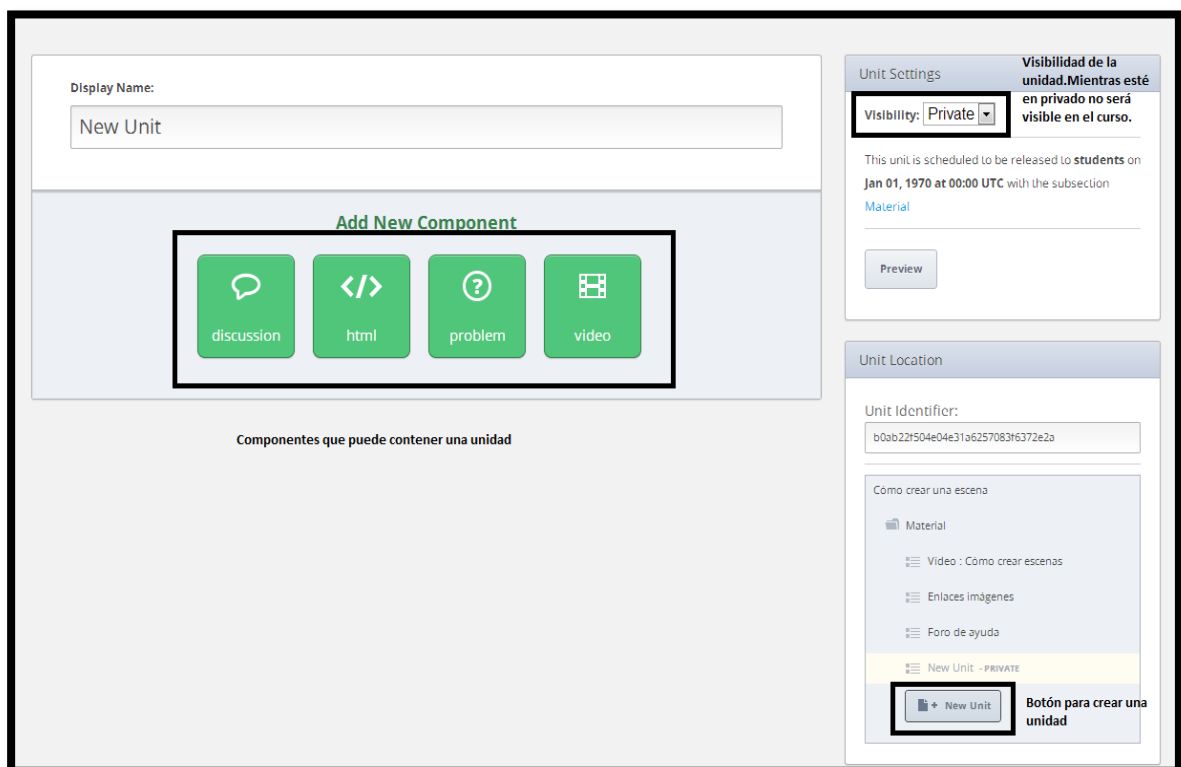 Display Name:
New Unit
Add New Component
discussion
html
problem
video
Componentes que puede contener una unidad
Unit Settings
Visibilidad de la
unidad.Mientras esté
en privado no será
visible en el curso.
Visibility: Private
This unit is scheduled to be released to students on
Jan 01, 1970 at 00:00 UTC with the subsection
Material
Preview
Unit Location
Unit Identifier:
b0ab22f504e04e31a6257083f6372e2a
Cómo crear una escena
Material
Vídeo : Cómo crear escenas
Enlaces imágenes
Foro de ayuda
New Unit - PRIVATE
+ New Unit
Botón para crear una
unidad